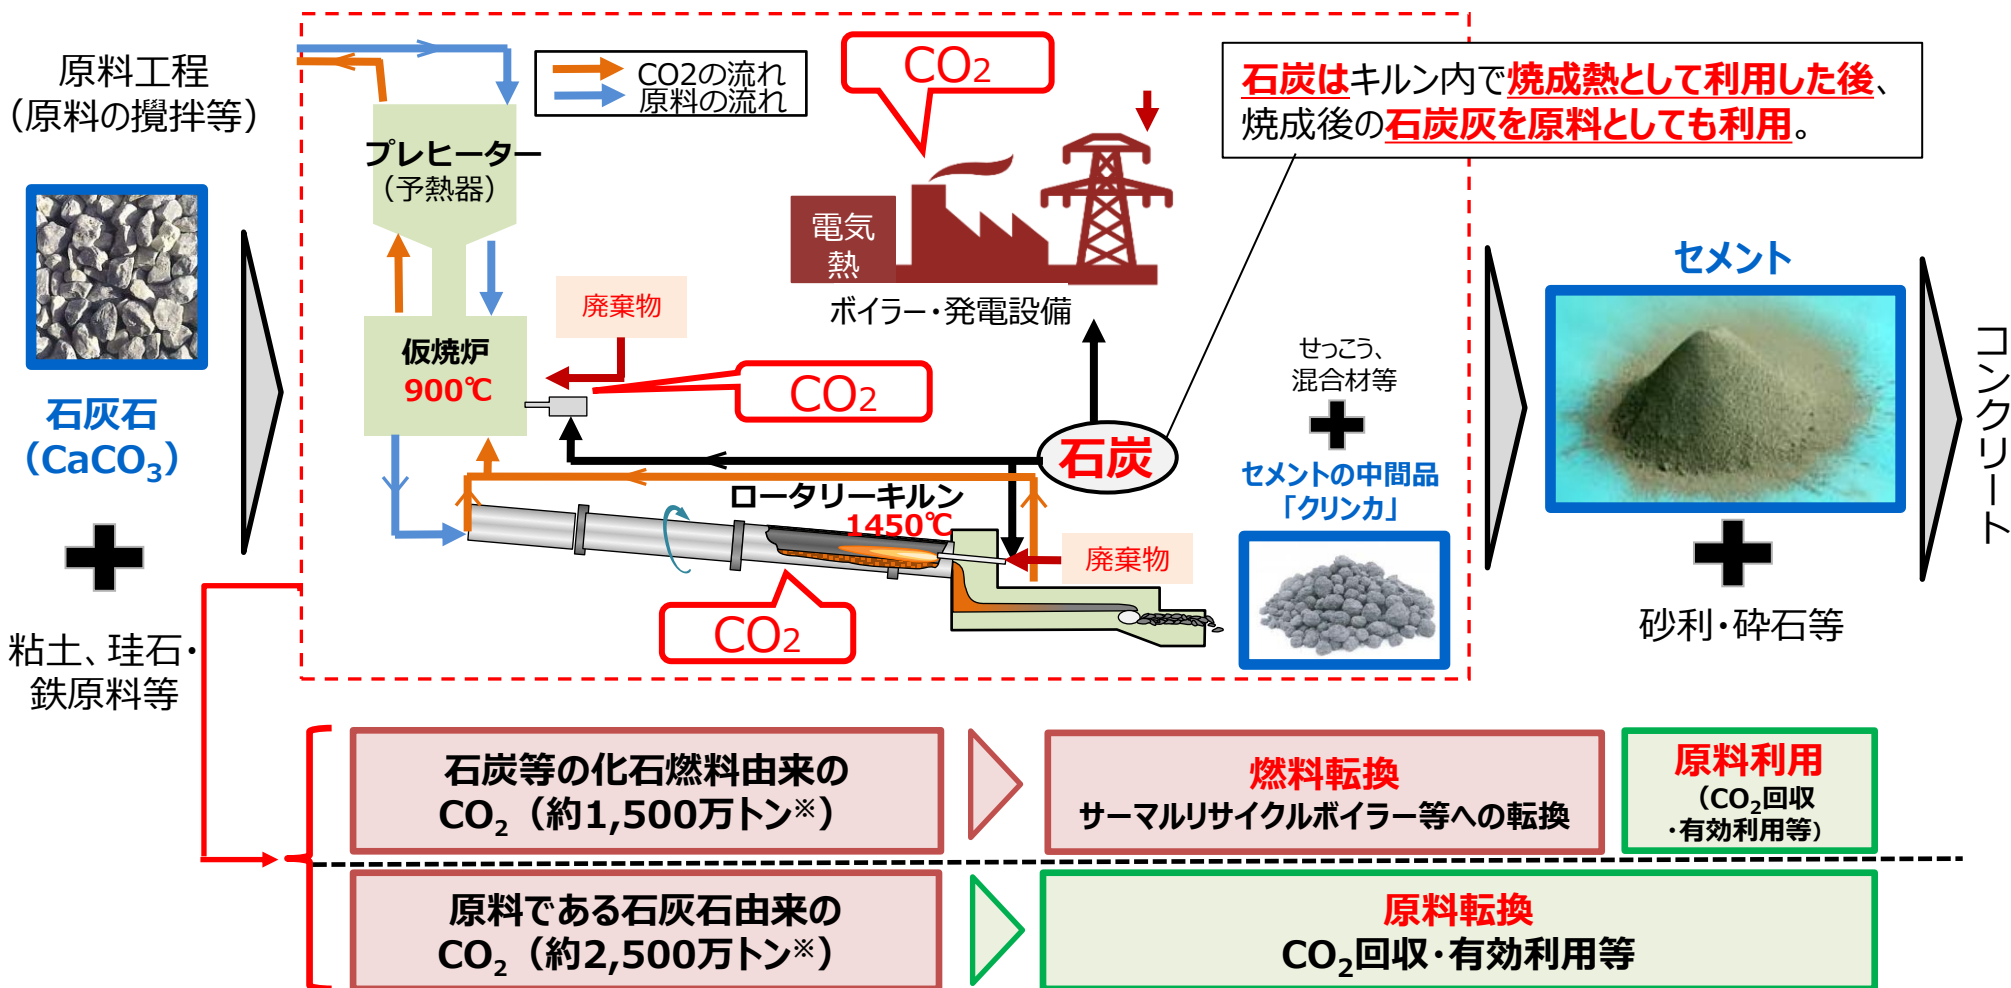 原料工程
（原料の攪拌等）
石灰石
（CaCO₃）
粘土、珪石・
鉄原料等
CO2の流れ
原料の流れ
プレヒーター
（予熱器）
仮焼炉
900℃
廃棄物
CO₂
CO₂
電気
熱
ボイラー・発電設備
石炭はキルン内で焼成熱として利用した後、
焼成後の石炭灰を原料としても利用。
石炭
ロータリーキルン
1450℃
廃棄物
CO₂
せっこう、
混合材等
セメントの中間品
「クリンカ」
セメント
砂利・砕石等
コンクリート
石炭等の化石燃料由来の
CO₂（約1,500万トン※）
燃料転換
サーマルリサイクルボイラー等への転換
原料利用
（CO₂回収
・有効利用等）
原料である石灰石由来の
CO₂（約2,500万トン※）
原料転換
CO₂回収・有効利用等